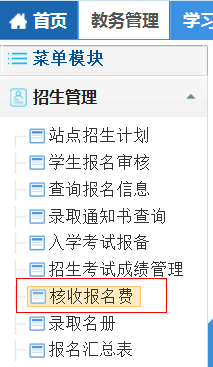 首页 教务管理 学习
菜单模块
招生管理
站点招生计划
学生报名审核
查询报名信息
录取通知书查询
入学考试报备
招生考试成绩管理
核收报名费
录取名册
报名汇总表